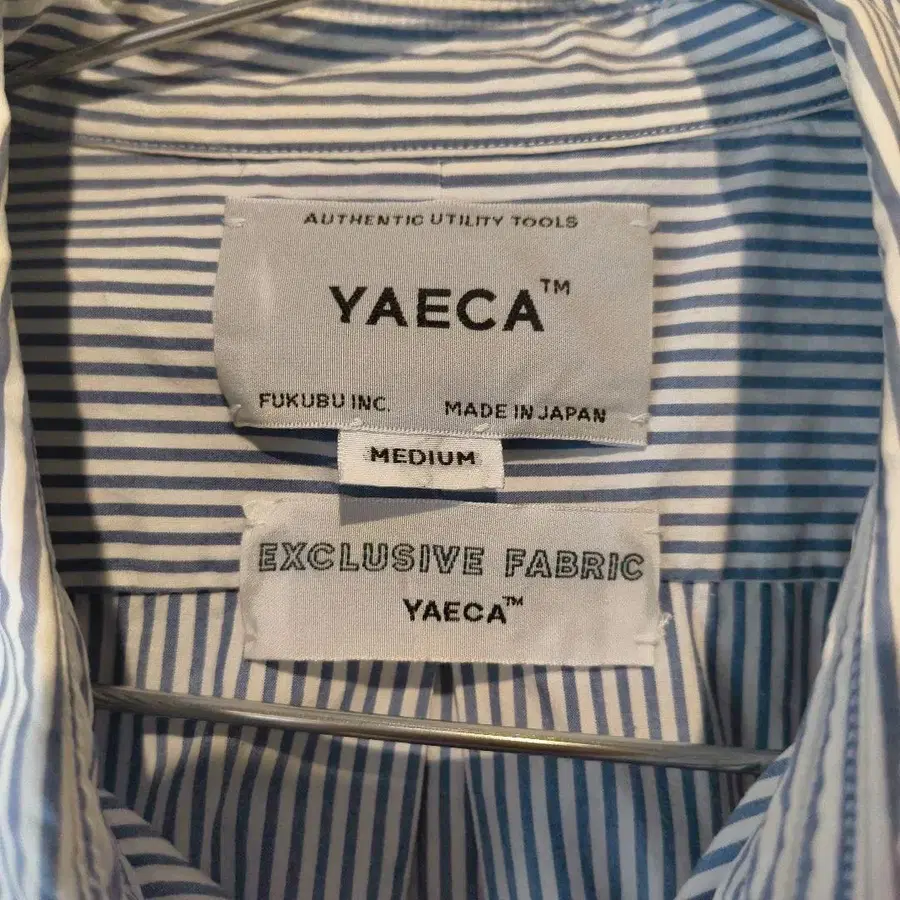 AUTHENTIC UTILITY TOOLS
YAECA™
FUKUBU INC. MADE IN JAPAN
MEDIUM
EXCLUSIVE FABRIC
YAECA™